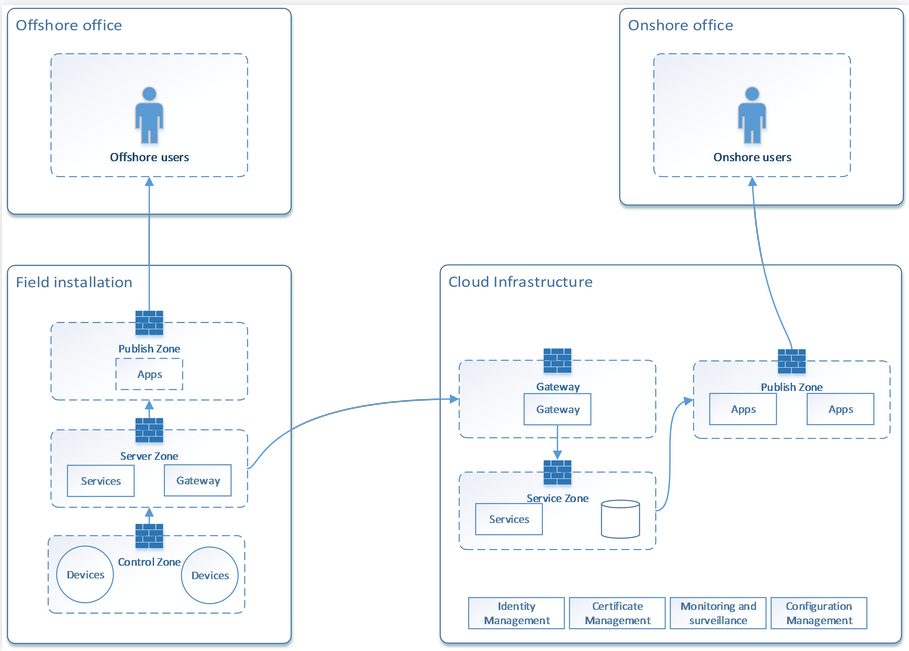 Offshore office
Offshore users
Onshore office
Onshore users
Field installation
Publish Zone
Apps
Server Zone
Services
Gateway
Control Zone
Devices
Devices
Cloud Infrastructure
Gateway
Gateway
Service Zone
Services
Publish Zone
Apps
Apps
Identity
Management
Certificate
Management
Monitoring and
surveillance
Configuration
Management